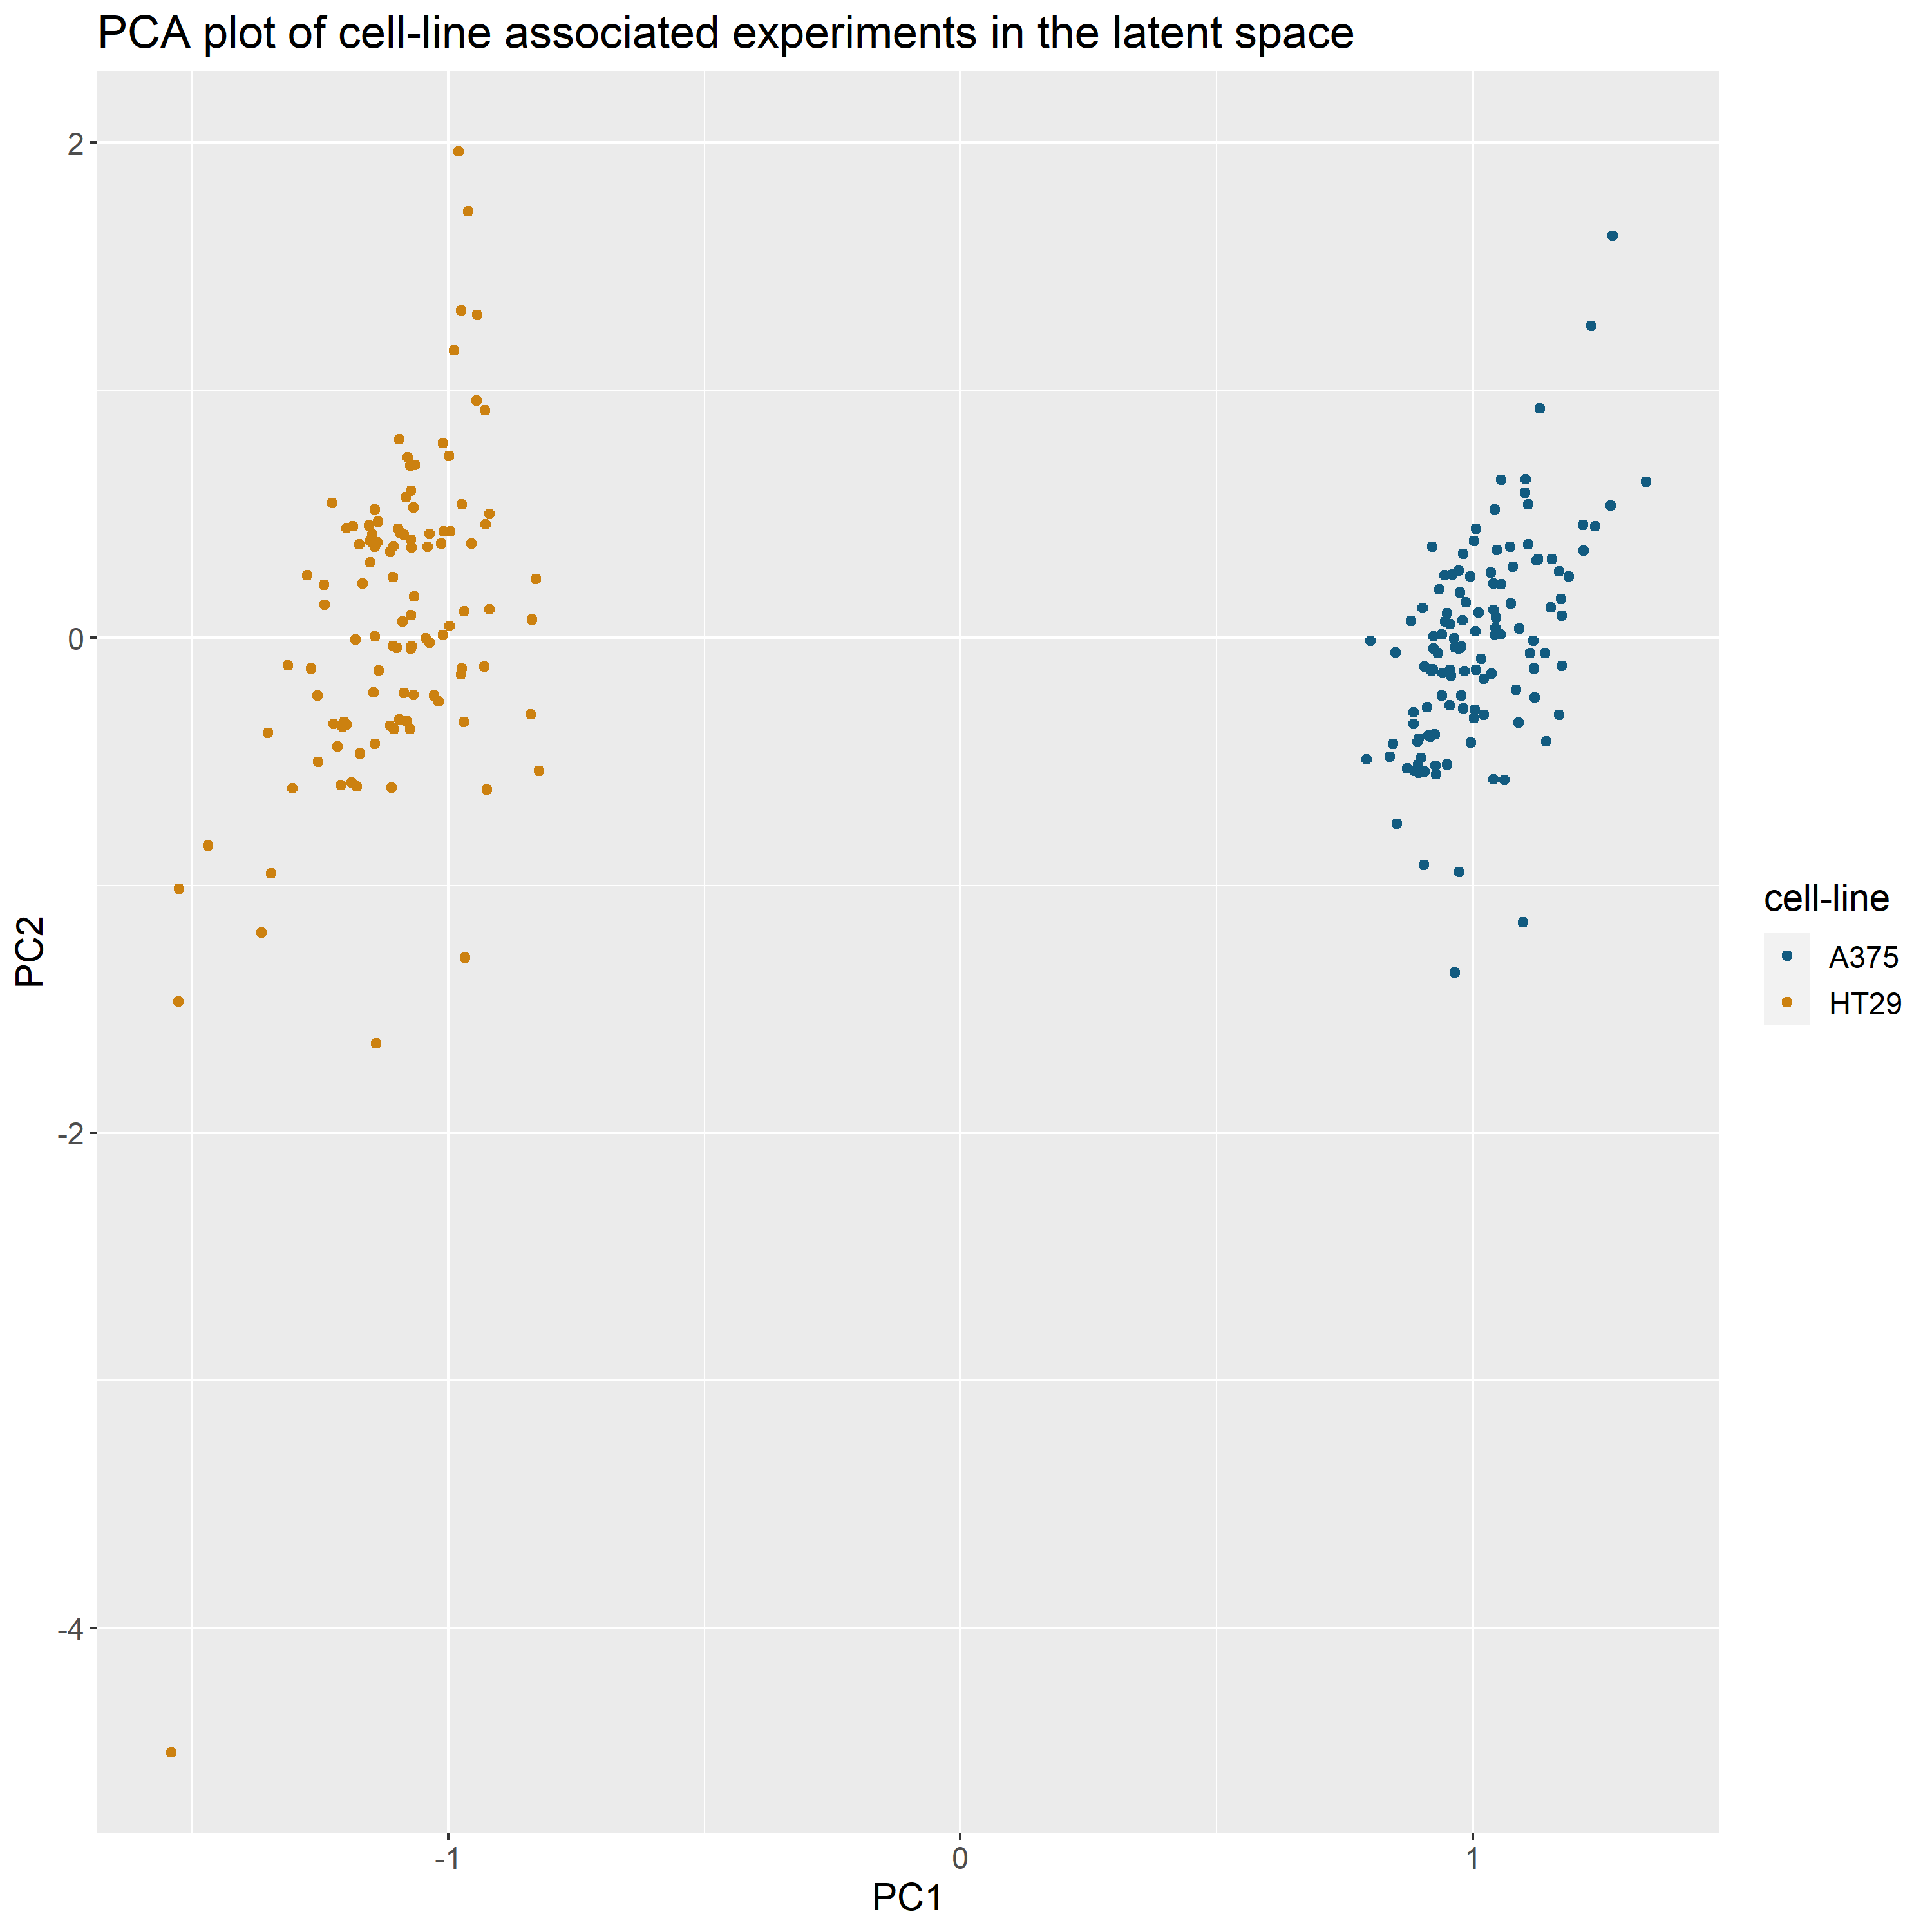 PCA plot of cell-line associated experiments in the latent space
2
0
-2
-4
PC2
-1
0
1
PC1
cell-line
A375
HT29